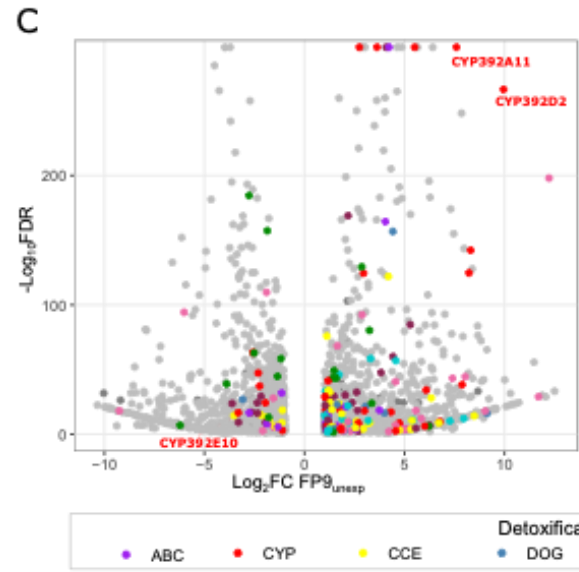 C
CYP392A11
CYP392D2
200
100
0
-Log₁₀FDR
CYP392E10
−10 −5 0 5 10
Log₂FC FP9unexp
Detoxifica
ABC CYP CCE DOG